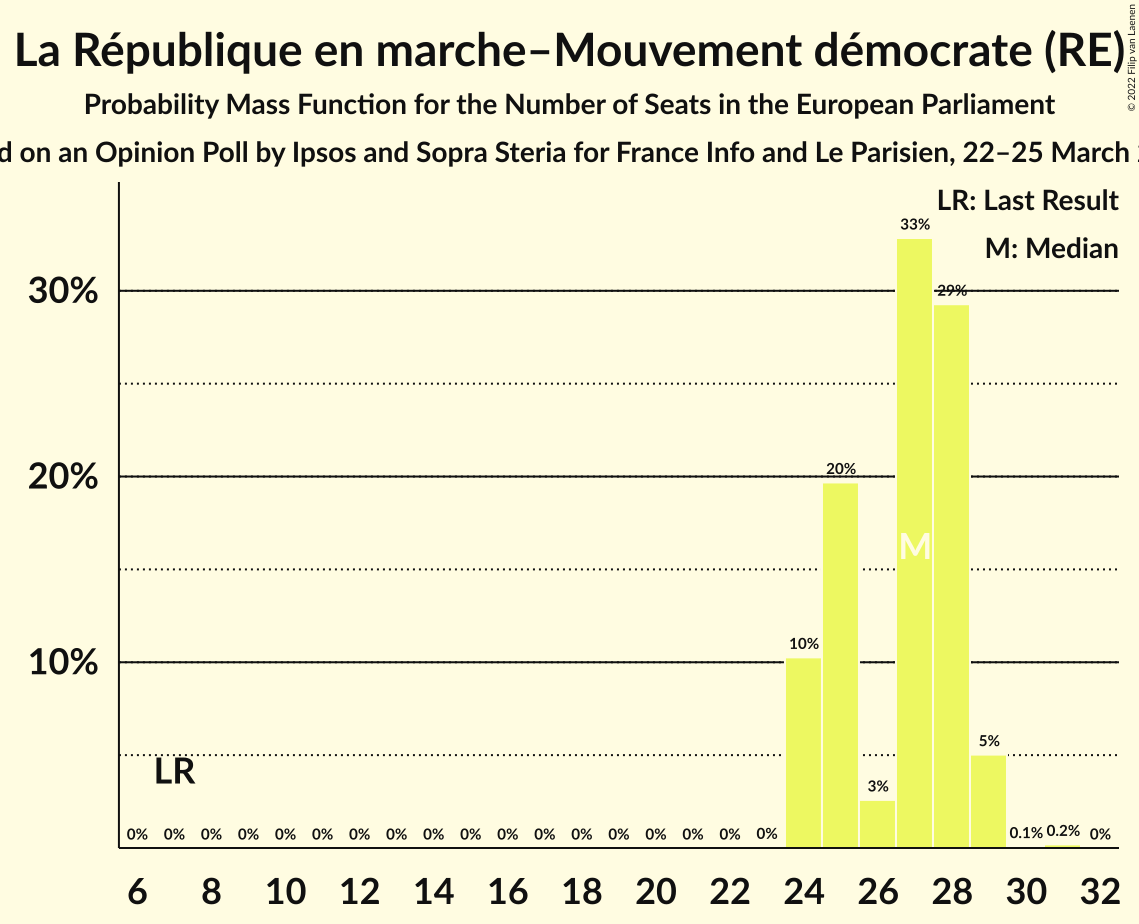 La République en marche–Mouvement démocrate (RE)
© 2022 Filip van Laenen
Probability Mass Function for the Number of Seats in the European Parliament
on an Opinion Poll by Ipsos and Sopra Steria for France Info and Le Parisien, 22–25 March
LR: Last Result
M: Median
30%
20%
10%
33%
29%
20%
M
10%
5%
LR
3%
0% 0% 0% 0% 0% 0% 0% 0% 0% 0% 0% 0% 0% 0% 0% 0% 0% 0% 0.1% 0.2% 0%
6 8 10 12 14 16 18 20 22 24 26 28 30 32